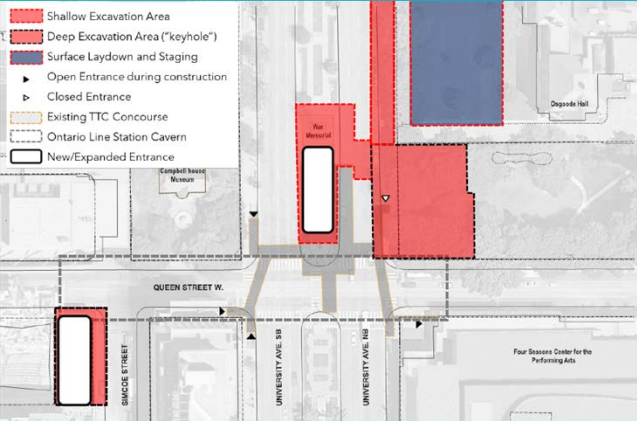 Shallow Excavation Area
Deep Excavation Area ("keyhole")
Surface Laydown and Staging
Open Entrance during construction
Closed Entrance
Existing TTC Concourse
Ontario Line Station Cavern
New/Expanded Entrance
War
Memorial
Osgoode Hall
Campbell house
Museum
QUEEN STREET W.
SIMCOE STREET
UNIVERSITY AVE. SB
UNIVERSITY AVE. NB
Four Seasons Center for the
Performing Arts